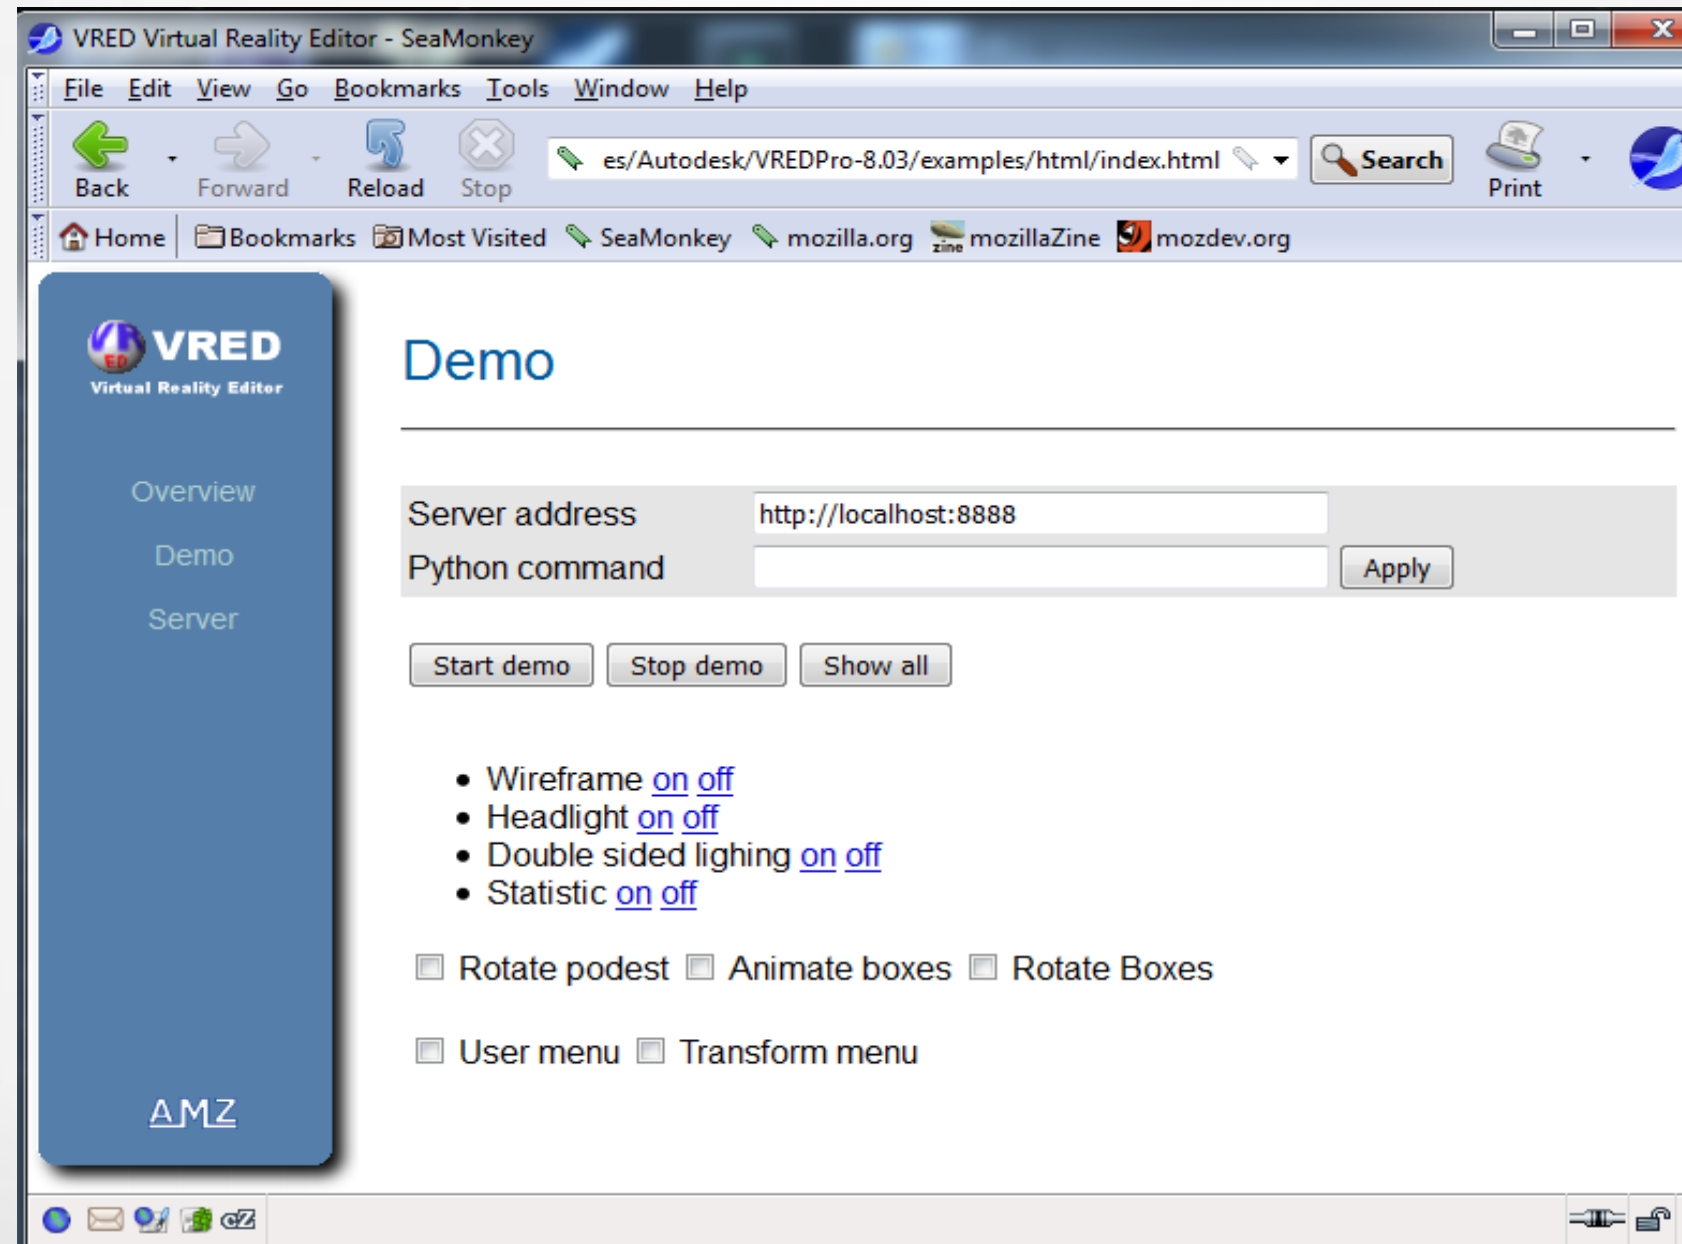 VRED Virtual Reality Editor - SeaMonkey
File Edit View Go Bookmarks Tools Window Help
Back Forward Reload Stop es/Autodesk/VREDPro-8.03/examples/html/index.html Search Print
Home Bookmarks Most Visited SeaMonkey zine mozilla.org mozillaZine mozdev.org
VR ED VRED
Virtual Reality Editor
Overview
Demo
Server
AMZ
Demo
Server address http://localhost:8888
Python command Apply
Start demo Stop demo Show all
• Wireframe on off
• Headlight on off
• Double sided lighing on off
• Statistic on off
Rotate podest Animate boxes Rotate Boxes
User menu Transform menu
cZ